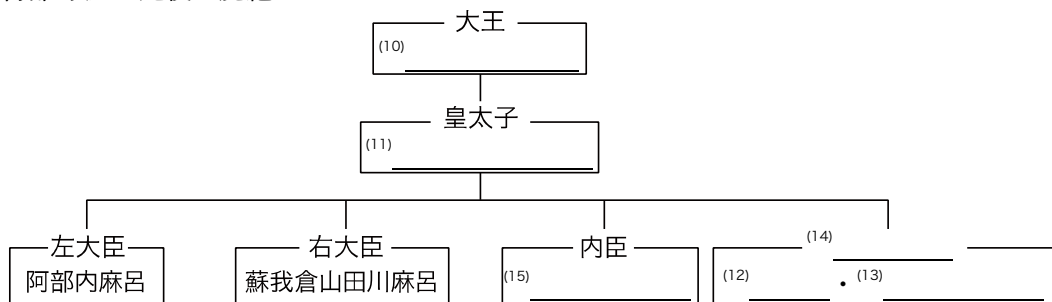 大王
(10)
皇太子
(11)
左大臣 右大臣 内臣 (14)
阿部内麻呂 蘇我倉山田川麻呂 (15) (12) ・ (13)